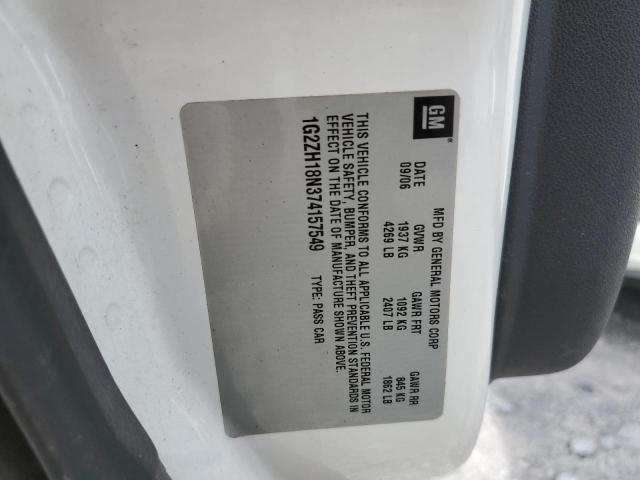 GM
®
MFD BY GENERAL MOTORS CORP
DATE GVWR GAWR FRT GAWR RR
09/06 1937 KG 1092 KG 845 KG
4269 LB 2407 LB 1862 LB
THIS VEHICLE CONFORMS TO ALL APPLICABLE U.S. FEDERAL MOTOR
VEHICLE SAFETY, BUMPER, AND THEFT PREVENTION STANDARDS IN
EFFECT ON THE DATE OF MANUFACTURE SHOWN ABOVE.
1G2ZH18N374157549 TYPE: PASS CAR